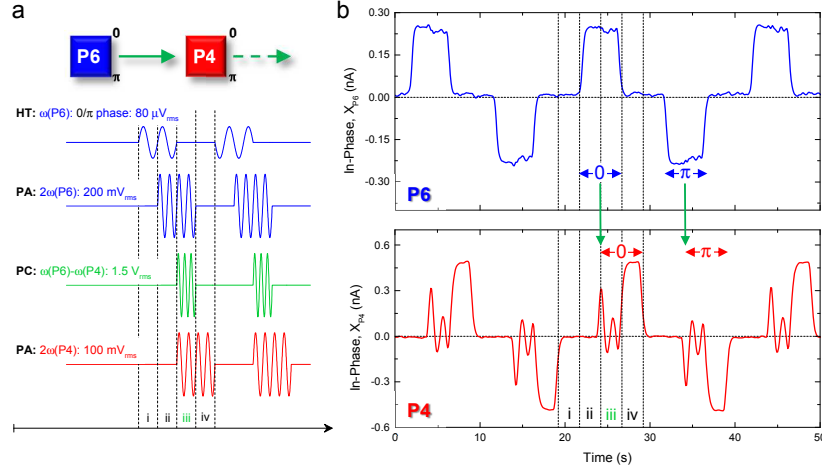 a
0
P6
P4
π
0
π
HT: ω(P6): 0/π phase: 80 μVrms
PA: 2ω(P6): 200 mVrms
PC: ω(P6)-ω(P4): 1.5 Vrms
PA: 2ω(P4): 100 mVrms
i ii iii iv
b
In-Phase, XP6 (nA)
0.30
0.15
0.00
-0.15
-0.30
0
π
P6
In-Phase, XP4 (nA)
0.6
0.3
0.0
-0.3
-0.6
0
π
i ii iii iv
P4
0 10 20 30 40 50
Time (s)